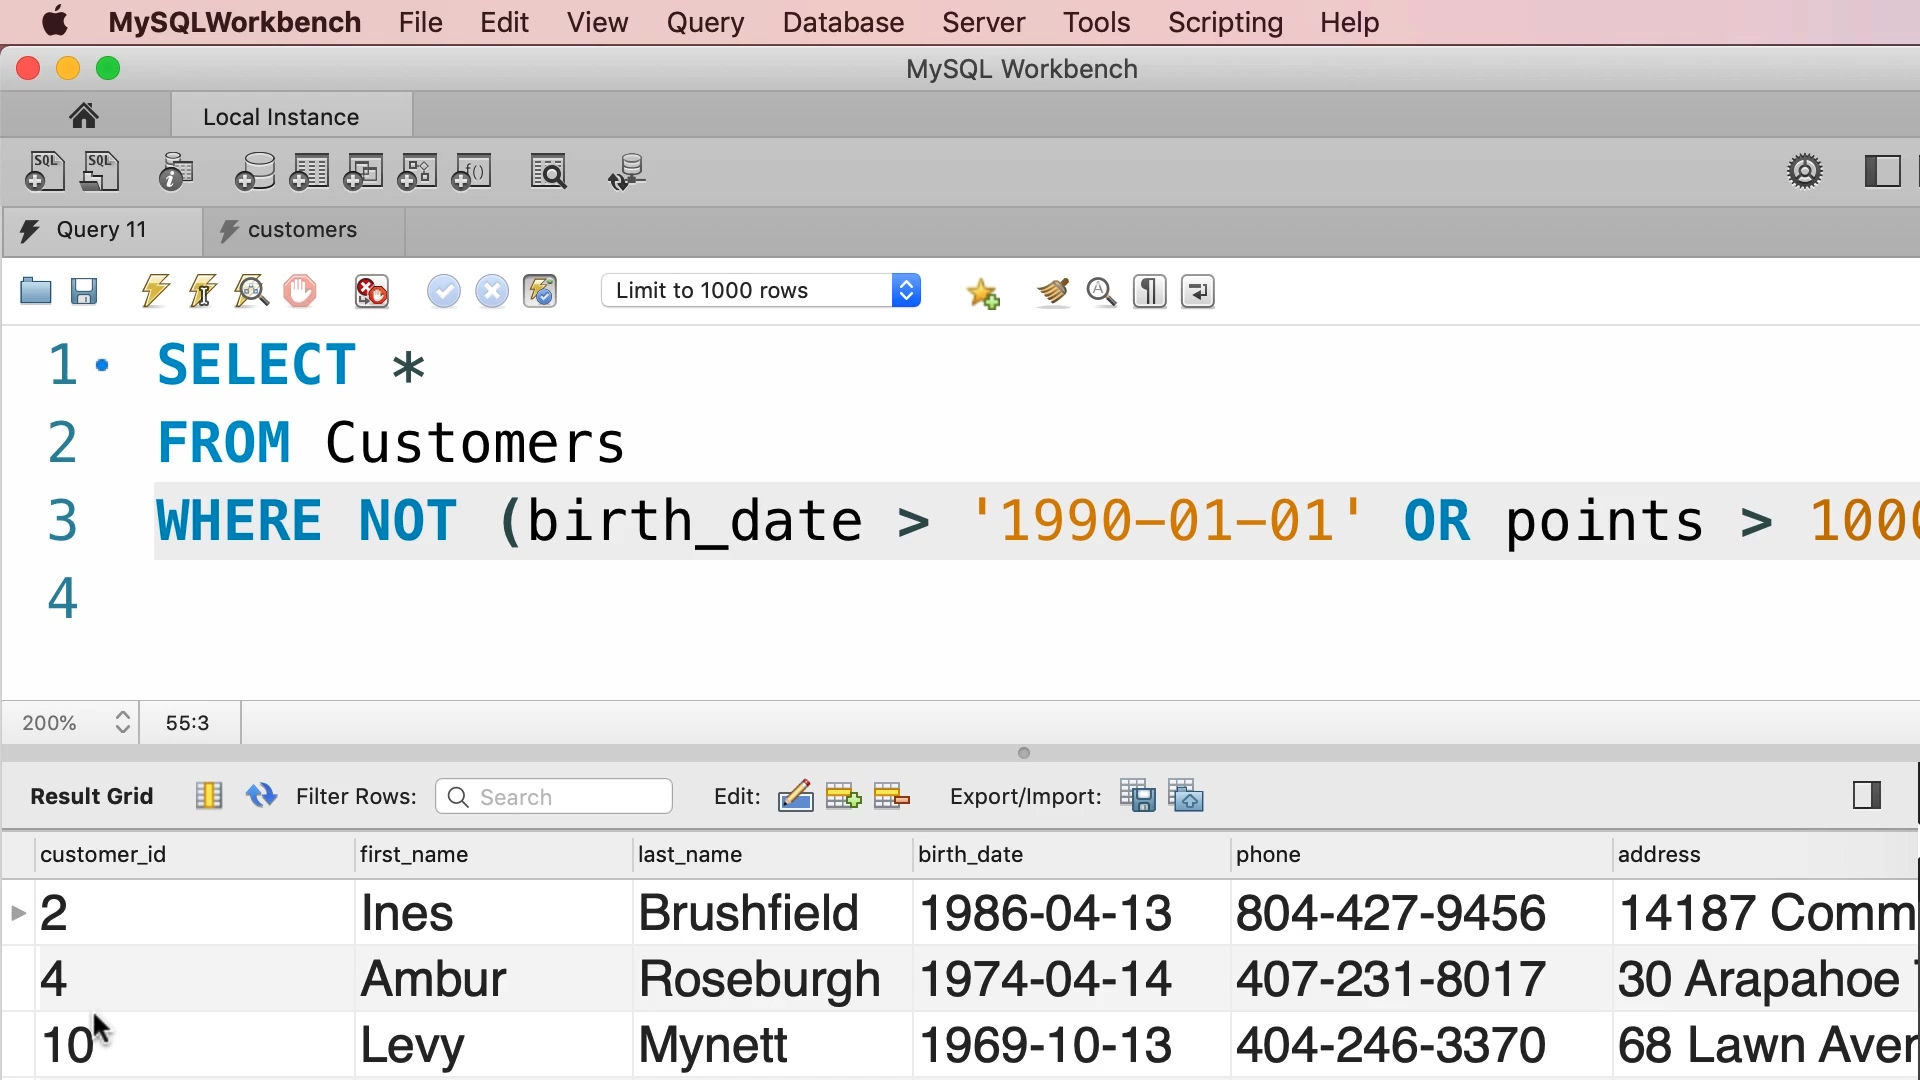 MySQLWorkbench File Edit View Query Database Server Tools Scripting Help
MySQL Workbench
Local Instance
Query 11 customers
Limit to 1000 rows
1 SELECT *
2 FROM Customers
3 WHERE NOT (birth_date > '1990-01-01' OR points > 1000
4
200% 55:3
Result Grid Filter Rows: Search Edit: Export/Import:
customer_id first_name last_name birth_date phone address
2 Ines Brushfield 1986-04-13 804-427-9456 14187 Comm
4 Ambur Roseburgh 1974-04-14 407-231-8017 30 Arapahoe
10 Levy Mynett 1969-10-13 404-246-3370 68 Lawn Aver